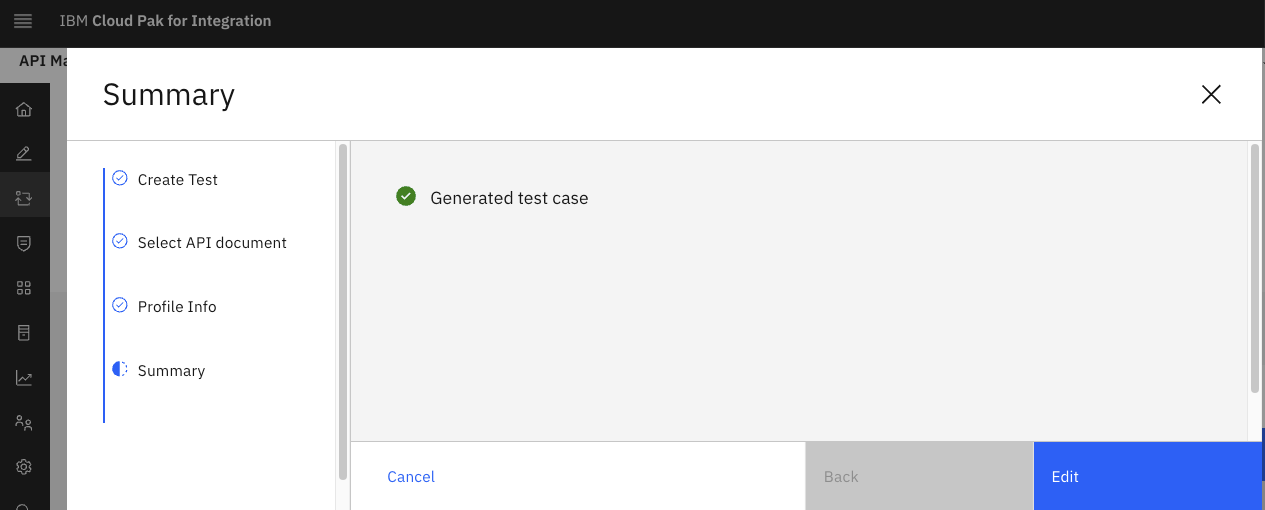 IBM Cloud Pak for Integration
API Ma
Summary
Create Test
Select API document
Profile Info
Summary
Generated test case
Cancel
Back
Edit